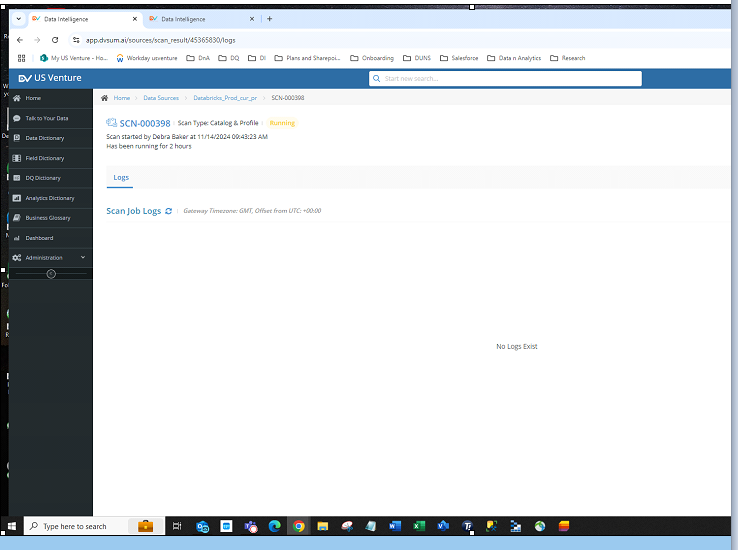 Data Intelligence
Data Intelligence
app.dvsum.ai/sources/scan_result/45365830/logs
My US Venture - Ho...
Workday usventure
DnA
DQ
DI
Plans and Sharepoi...
Onboarding
DUNS
Salesforce
Data n Analytics
Research
US Venture
Start new search...
Home
Talk to Your Data
Data Dictionary
Field Dictionary
DQ Dictionary
Analytics Dictionary
Business Glossary
Dashboard
Administration
Home > Data Sources > Databricks_Prod_cur_pr > SCN-000398
SCN-000398 Scan Type: Catalog & Profile Running
Scan started by Debra Baker at 11/14/2024 09:43:23 AM
Has been running for 2 hours
Logs
Scan Job Logs Gateway Timezone: GMT, Offset from UTC: +00:00
No Logs Exist
Type here to search